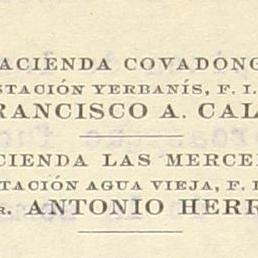 ACIENDA COVADONG
STACIÓN YERBANÍS, F. I.
RANCISCO A. CAL
CIENDA LAS MERCE
TACIÓN AGUA VIEJA, F. I
R. ANTONIO HERR